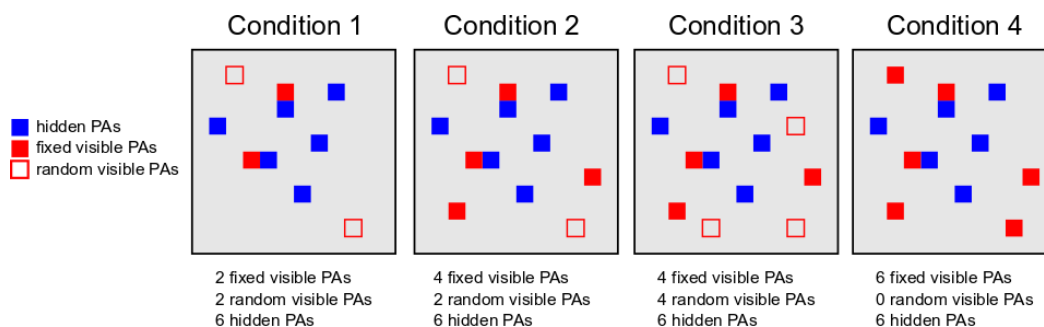 Condition 1
Condition 2
Condition 3
Condition 4
hidden PAs
fixed visible PAs
random visible PAs
2 fixed visible PAs
2 random visible PAs
6 hidden PAs
4 fixed visible PAs
2 random visible PAs
6 hidden PAs
4 fixed visible PAs
4 random visible PAs
6 hidden PAs
6 fixed visible PAs
0 random visible PAs
6 hidden PAs